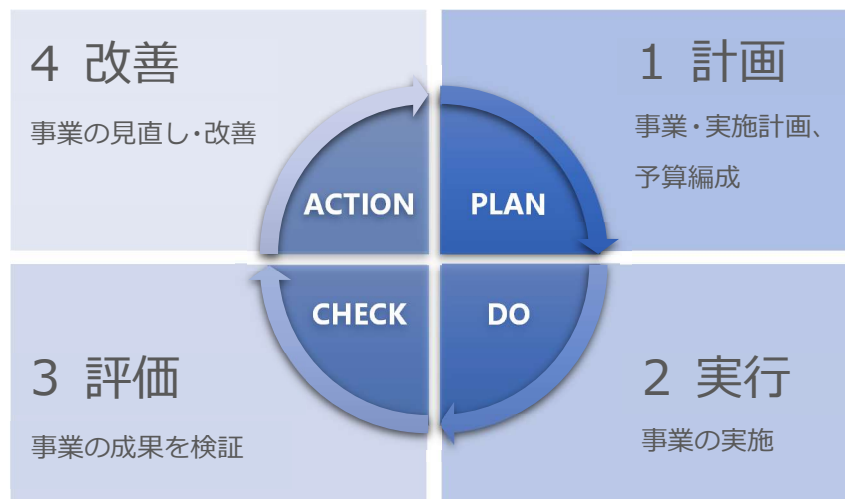 4 改善
事業の見直し・改善
1 計画
事業・実施計画、
予算編成
ACTION
PLAN
CHECK
DO
3 評価
事業の成果を検証
2 実行
事業の実施